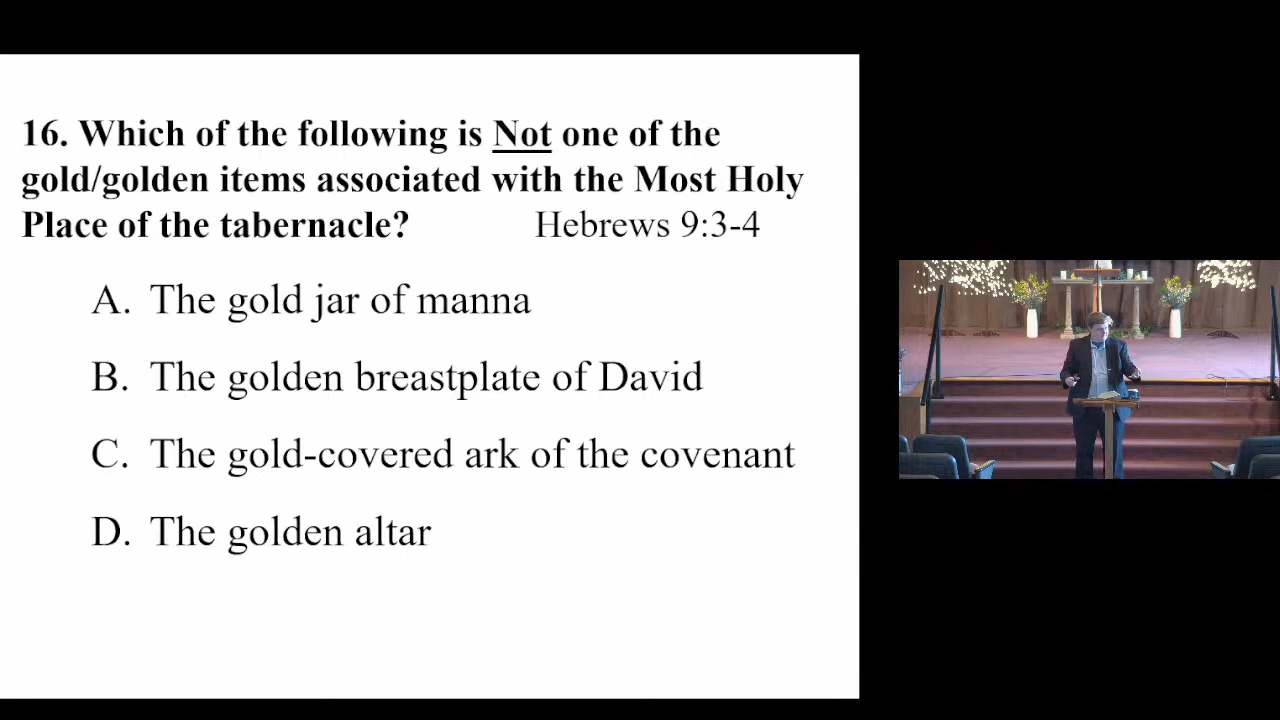 16. Which of the following is Not one of the
gold/golden items associated with the Most Holy
Place of the tabernacle? Hebrews 9:3-4
A. The gold jar of manna
B. The golden breastplate of David
C. The gold-covered ark of the covenant
D. The golden altar